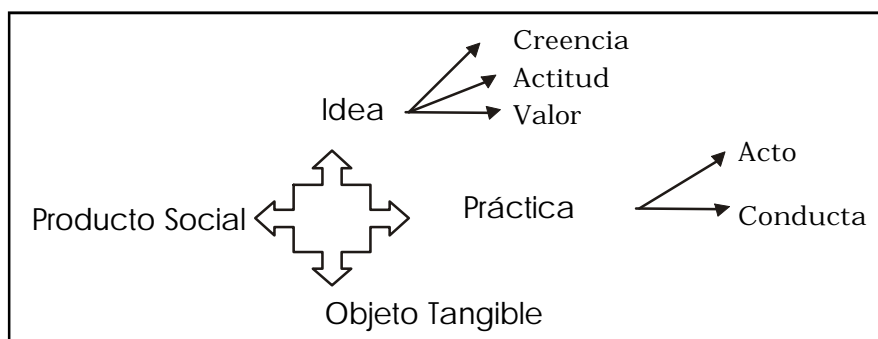 Creencia
Actitud
Idea
Valor
Acto
Práctica
Producto Social
Conducta
Objeto Tangible